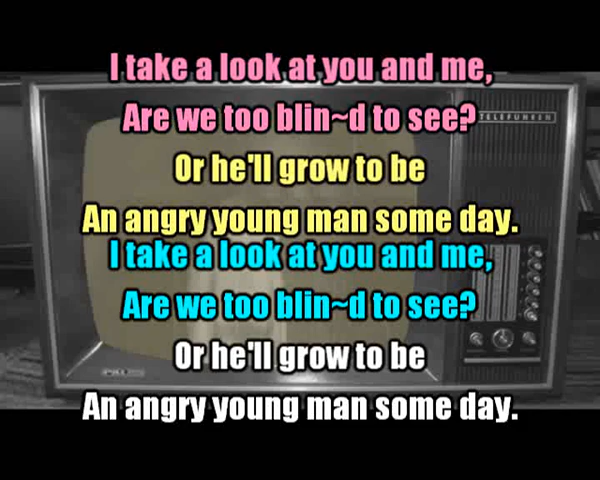 I take a look at you and me,
Are we too blin~d to see?
TELEFUNKEN
Or he'll grow to be
An angry young man some day.
I take a look at you and me,
Are we too blin~d to see?
Or he'll grow to be
An angry young man some day.